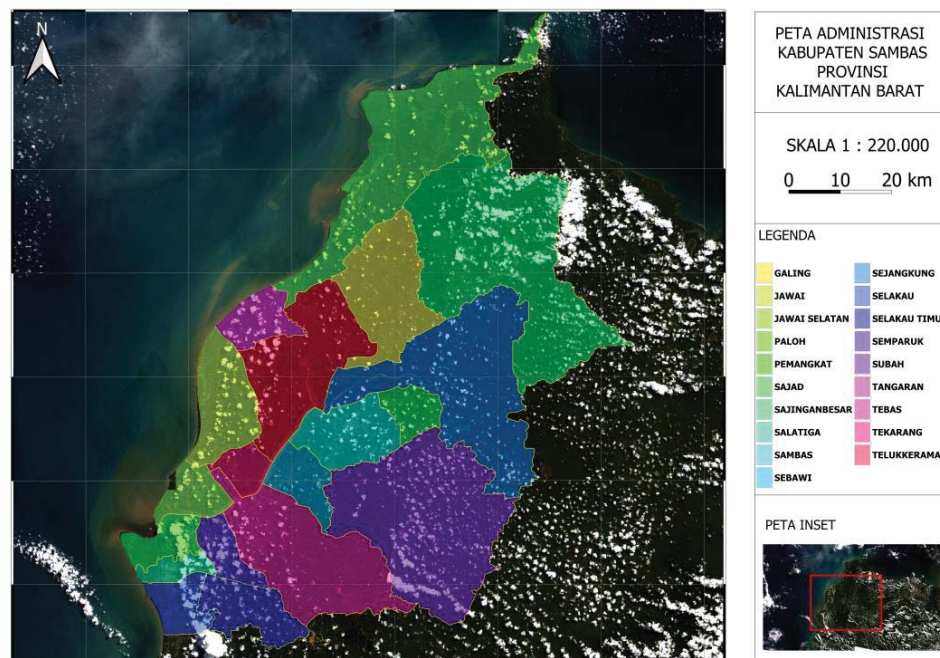 N
PETA ADMINISTRASI
KABUPATEN SAMBAS
PROVINSI
KALIMANTAN BARAT
SKALA 1 : 220.000
0 10 20 km
LEGENDA
GALING
JAWAI
JAWAI SELATAN
PALOH
PEMANGKAT
SAJAD
SAJINGANBESAR
SALATIGA
SAMBAS
SEBAWI
SEJANGKUNG
SELAKAU
SELAKAU TIMU
SEMPARUK
SUBAH
TANGARAN
TEBAS
TEKARANG
TELUKKERAMA
PETA INSET